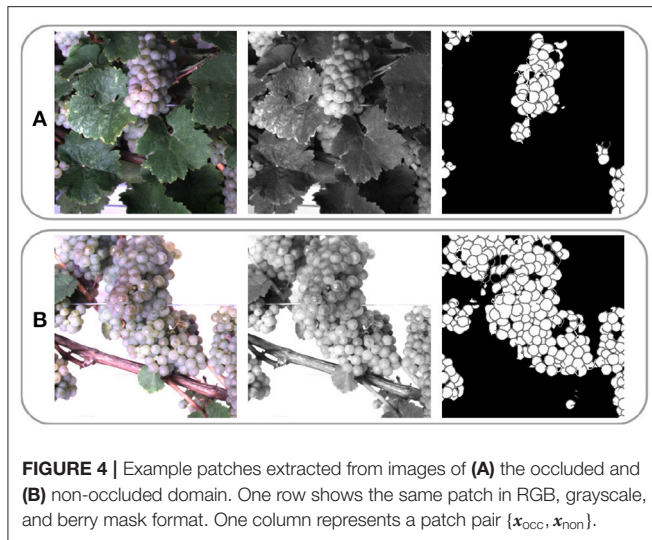 A
B
FIGURE 4 | Example patches extracted from images of (A) the occluded and
(B) non-occluded domain. One row shows the same patch in RGB, grayscale,
and berry mask format. One column represents a patch pair {xocc, xnon}.